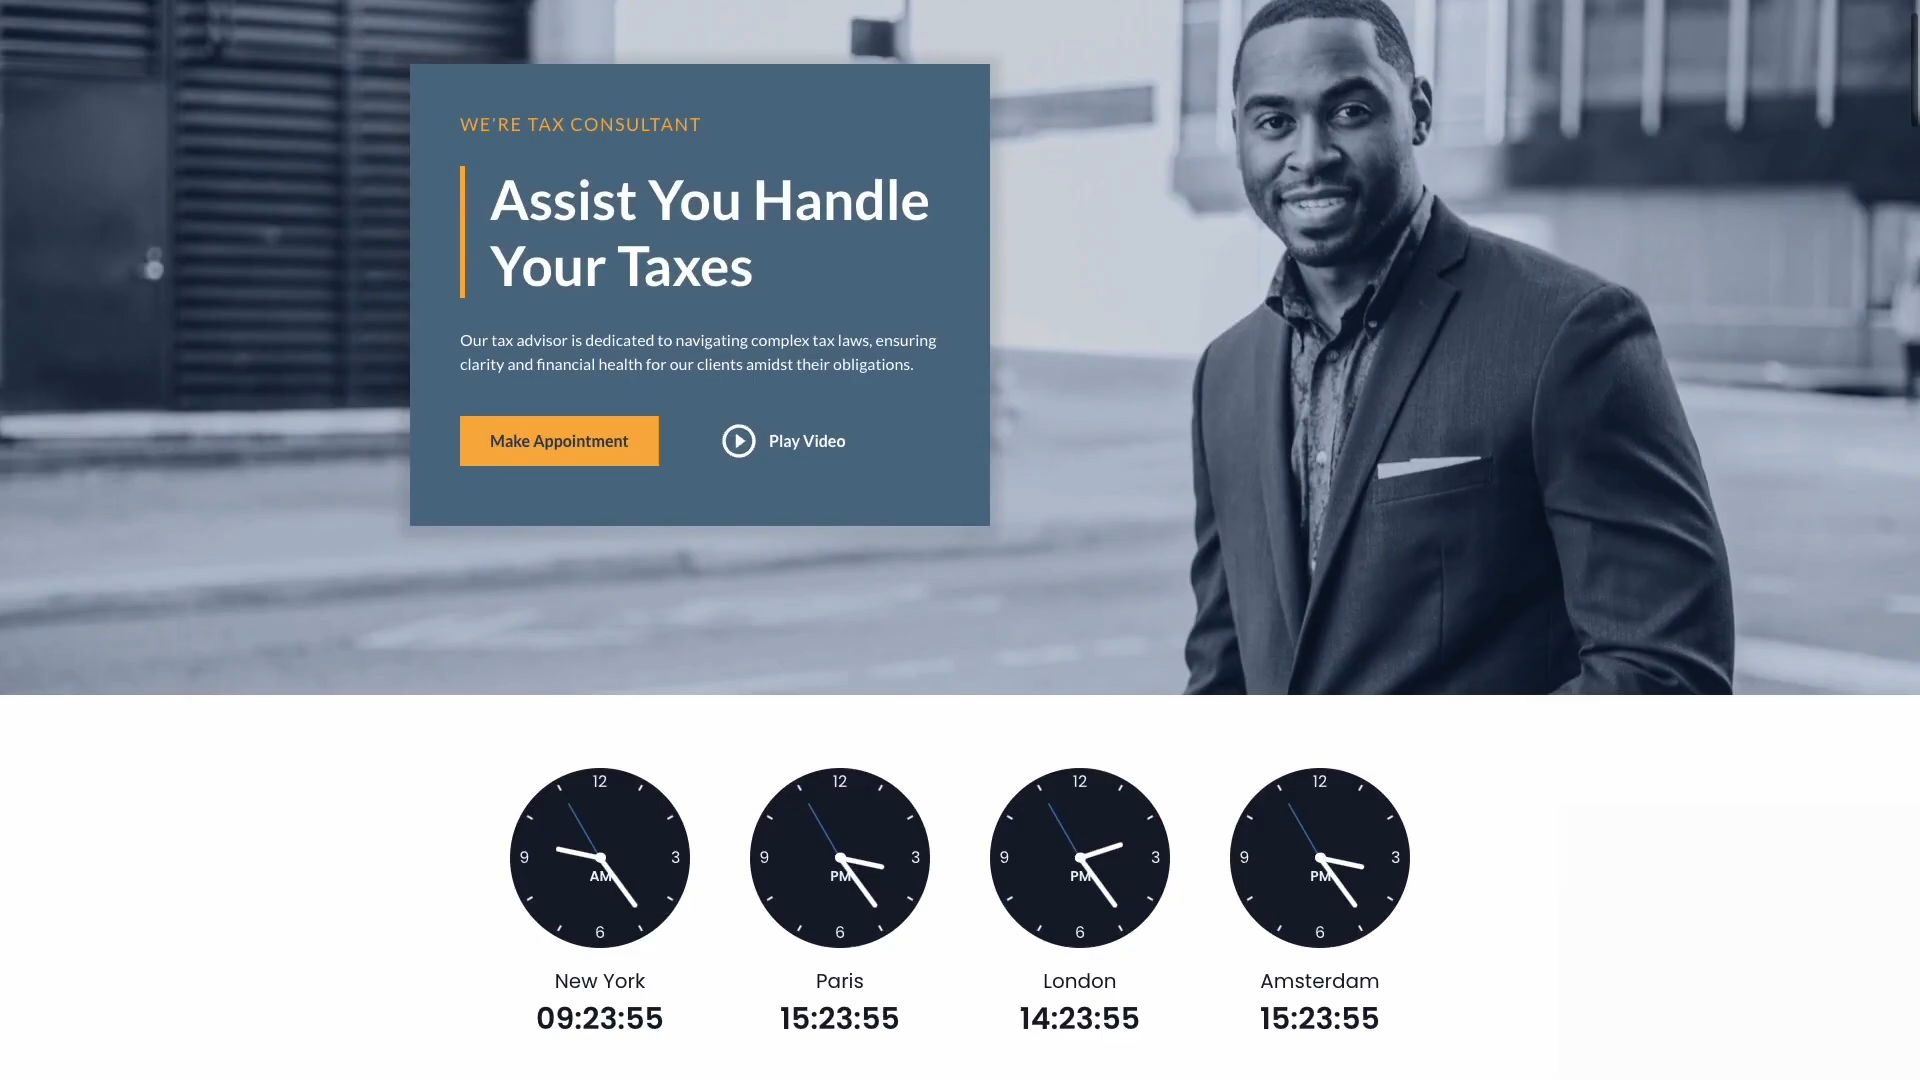 WE'RE TAX CONSULTANT
Assist You Handle
Your Taxes
Our tax advisor is dedicated to navigating complex tax laws, ensuring
clarity and financial health for our clients amidst their obligations.
Make Appointment
Play Video
12
9
3
AM
6
12
9
3
PM
6
12
9
3
PM
6
12
9
3
PM
6
New York
Paris
London
Amsterdam
09:23:55
15:23:55
14:23:55
15:23:55